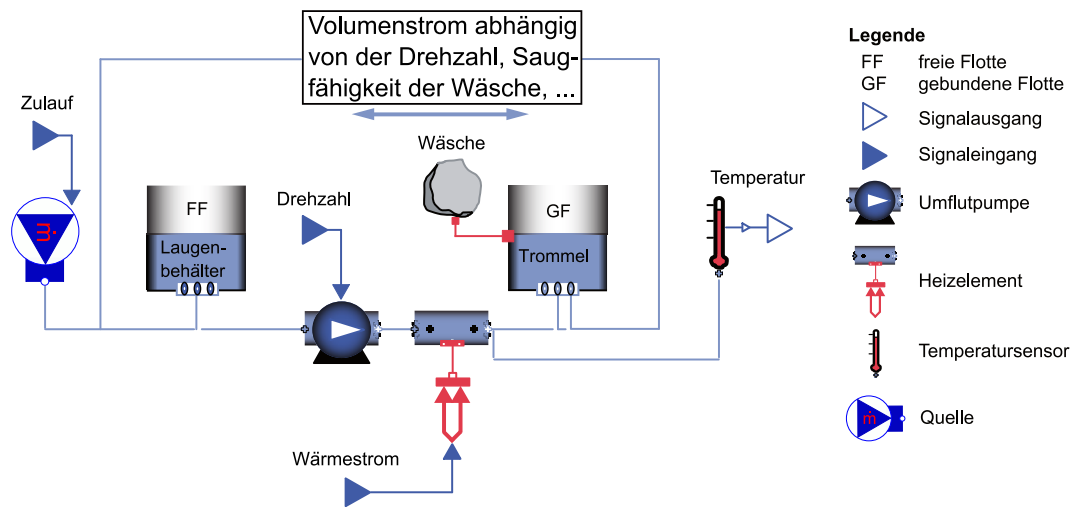 Volumenstrom abhängig
von der Drehzahl, Saug-
fähigkeit der Wäsche, ...
Zulauf
Wäsche
Drehzahl
Temperatur
ṁ
FF
Laugen-
behälter
GF
Trommel
Wärmestrom
Legende
FF freie Flotte
GF gebundene Flotte
Signalausgang
Signaleingang
Umflutpumpe
Heizelement
Temperatursensor
ṁ
Quelle